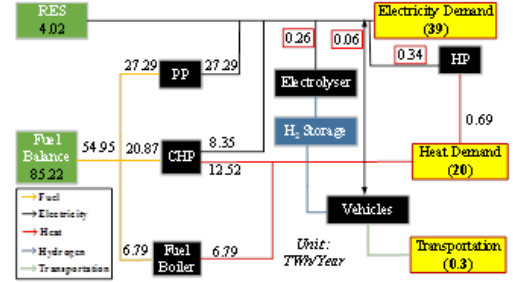 RES
4.02
Electricity Demand
(39)
0.26
0.06
0.34
HP
27.29
PP
27.29
Electrolyser
0.69
Fuel
Balance
85.22
54.95
20.87
CHP
8.35
12.52
H₂ Storage
Heat Demand
(20)
Fuel
Electricity
Heat
Hydrogen
Transportation
6.79
Fuel
Boiler
6.79
Vehicles
Unit:
TWh/Year
Transportation
(0.3)